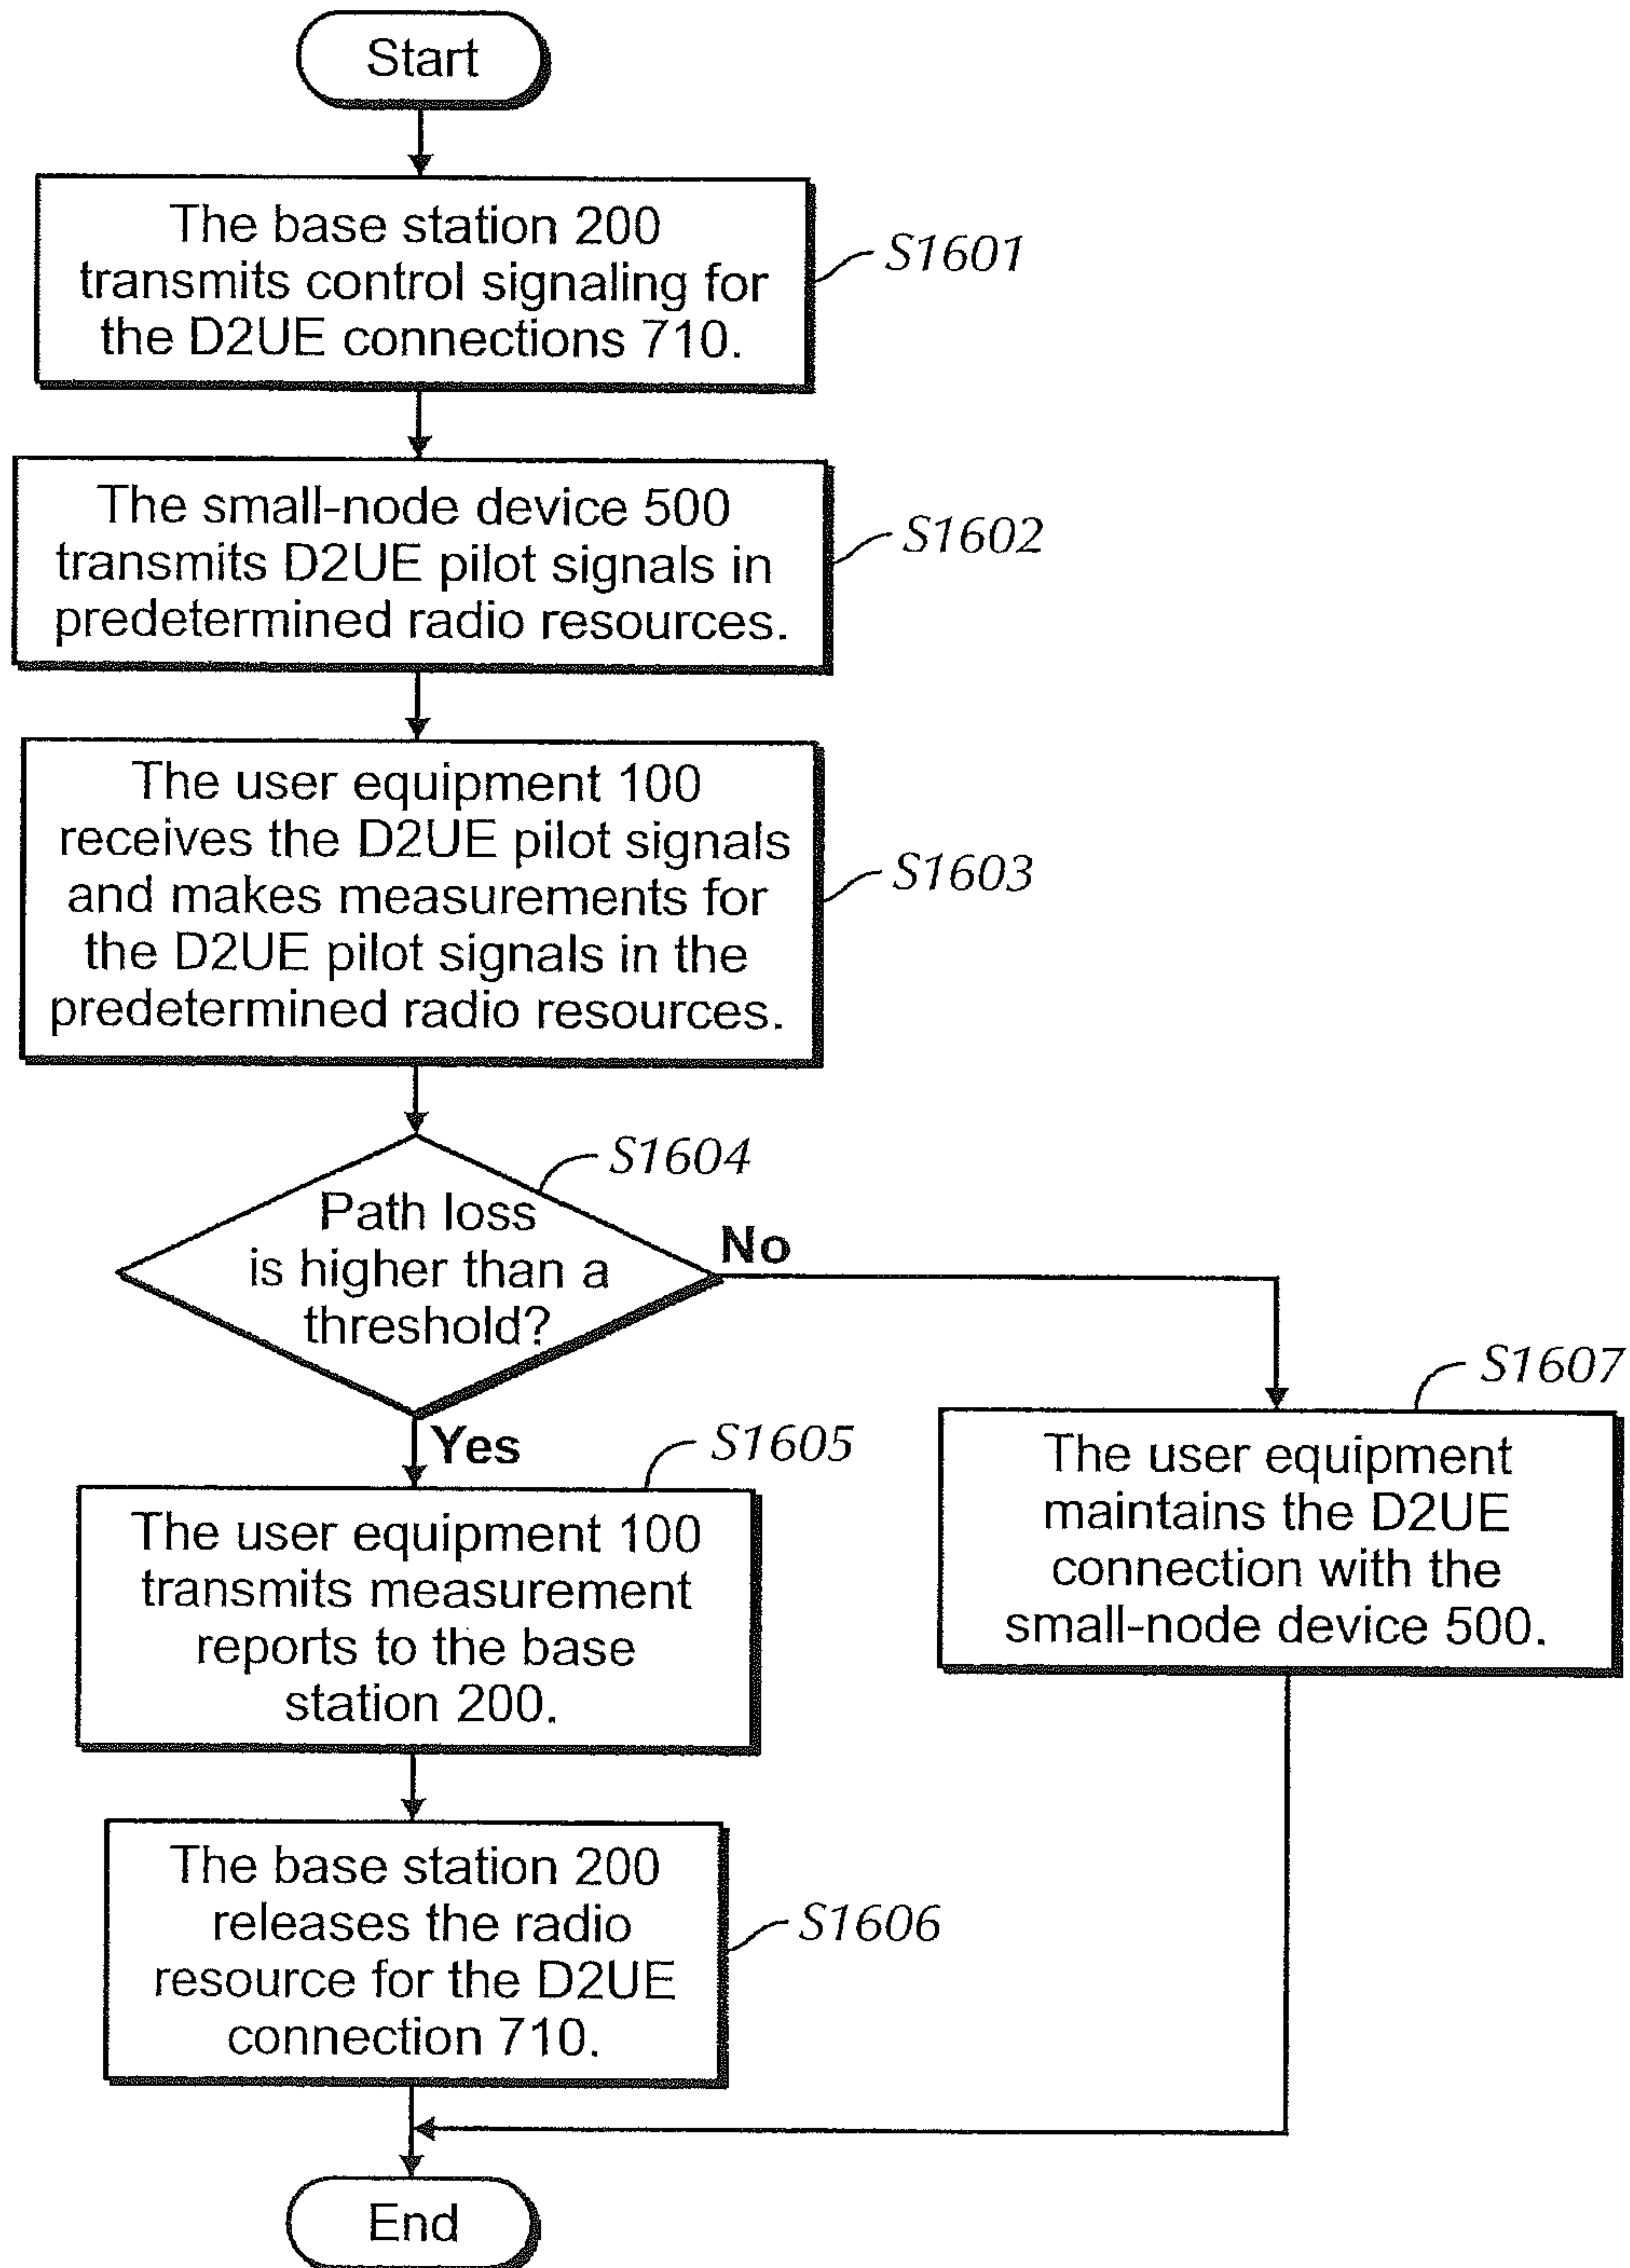 Start
The base station 200
transmits control signaling for
the D2UE connections 710.
S1601
The small-node device 500
transmits D2UE pilot signals in
predetermined radio resources.
S1602
The user equipment 100
receives the D2UE pilot signals
and makes measurements for
the D2UE pilot signals in the
predetermined radio resources.
S1603
S1604
Path loss
is higher than a
threshold?
No
Yes
S1605
The user equipment 100
transmits measurement
reports to the base
station 200.
S1607
The user equipment
maintains the D2UE
connection with the
small-node device 500.
The base station 200
releases the radio
resource for the D2UE
connection 710.
S1606
End